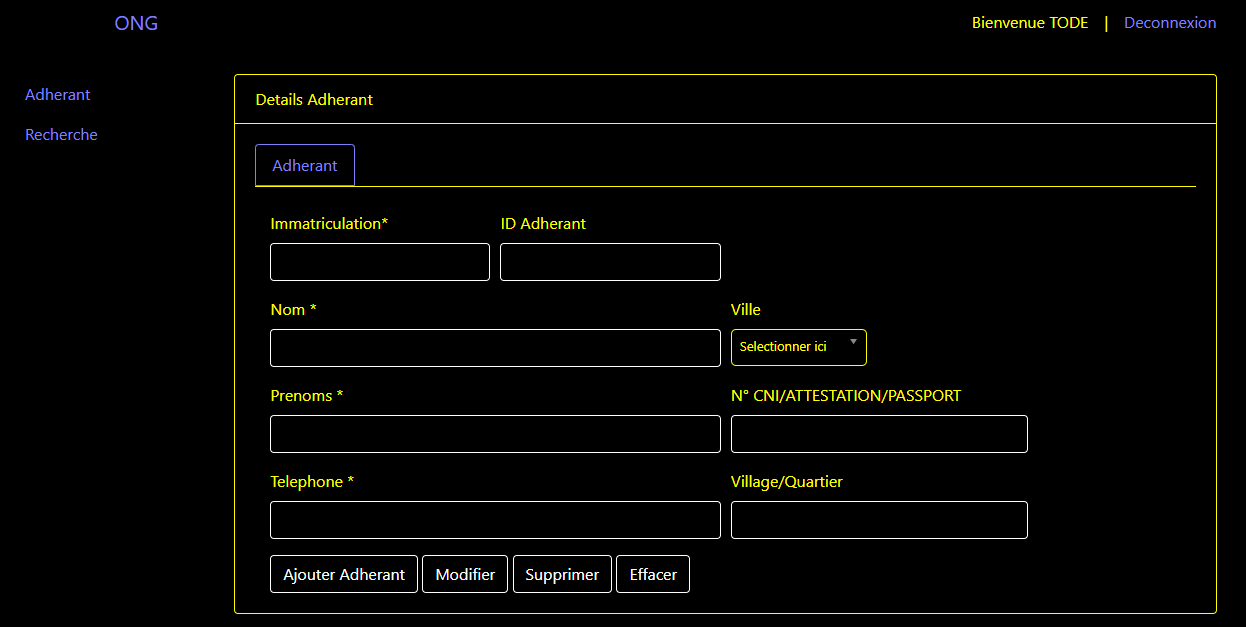 ONG
Bienvenue TODE | Deconnexion
Adherant
Recherche
Details Adherant
Adherant
Immatriculation* ID Adherant
Nom * Ville
Selectionner ici
Prenoms * N° CNI/ATTESTATION/PASSPORT
Telephone * Village/Quartier
Ajouter Adherant Modifier Supprimer Effacer